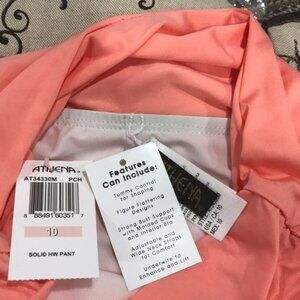 ATHENA
AT34330M PCH
8 88491 60351 7
10
SOLID HW PANT
Features
Can Include:
Tummy Control
for Shaping
Figure Flattering
Designs
Strong Bust Support
with Molded Cups
and Interior Bra
Adjustable and
Wide Neck Straps
for Comfort
Underwire to
Enhance and Lift
ATHENA